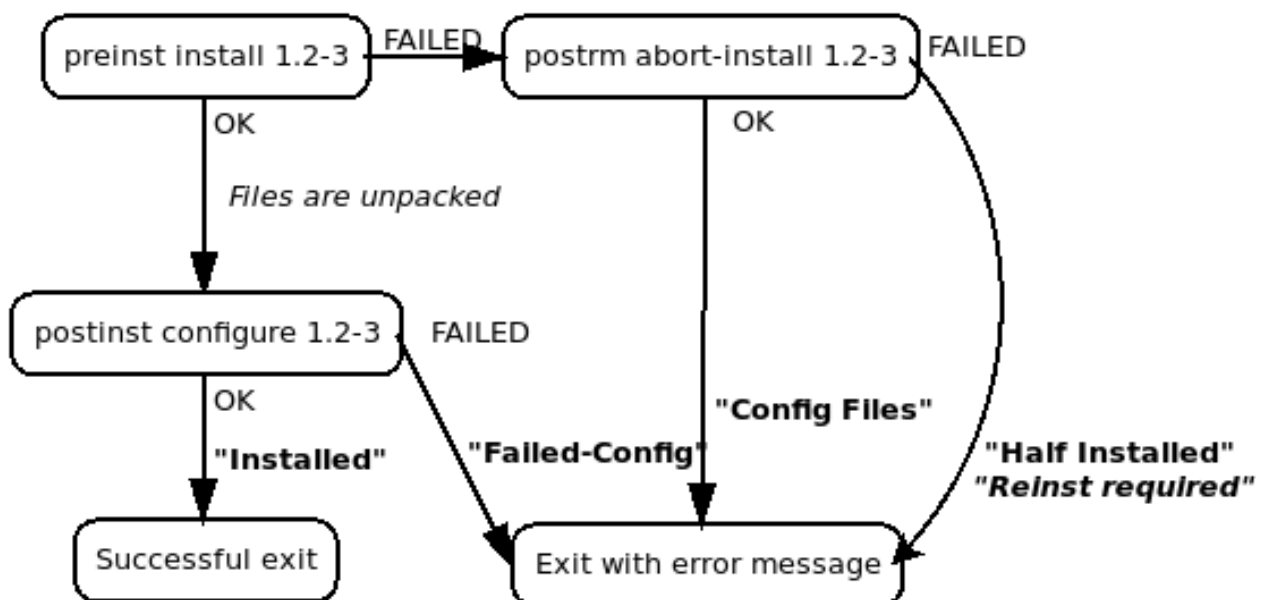 preinst install 1.2-3
FAILED
postrm abort-install 1.2-3
FAILED
OK
OK
Files are unpacked
postinst configure 1.2-3
FAILED
OK
"Config Files"
"Installed"
"Failed-Config"
"Half Installed"
"Reinst required"
Successful exit
Exit with error message